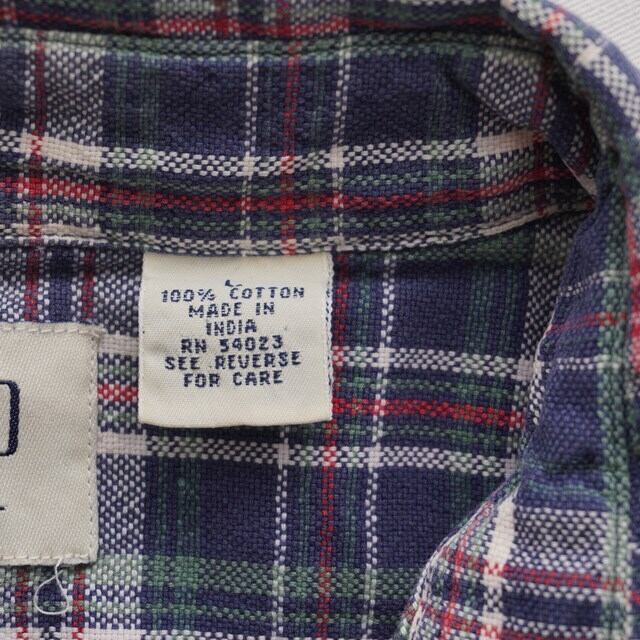 100% COTTON
MADE IN
INDIA
RN 54023
SEE REVERSE
FOR CARE